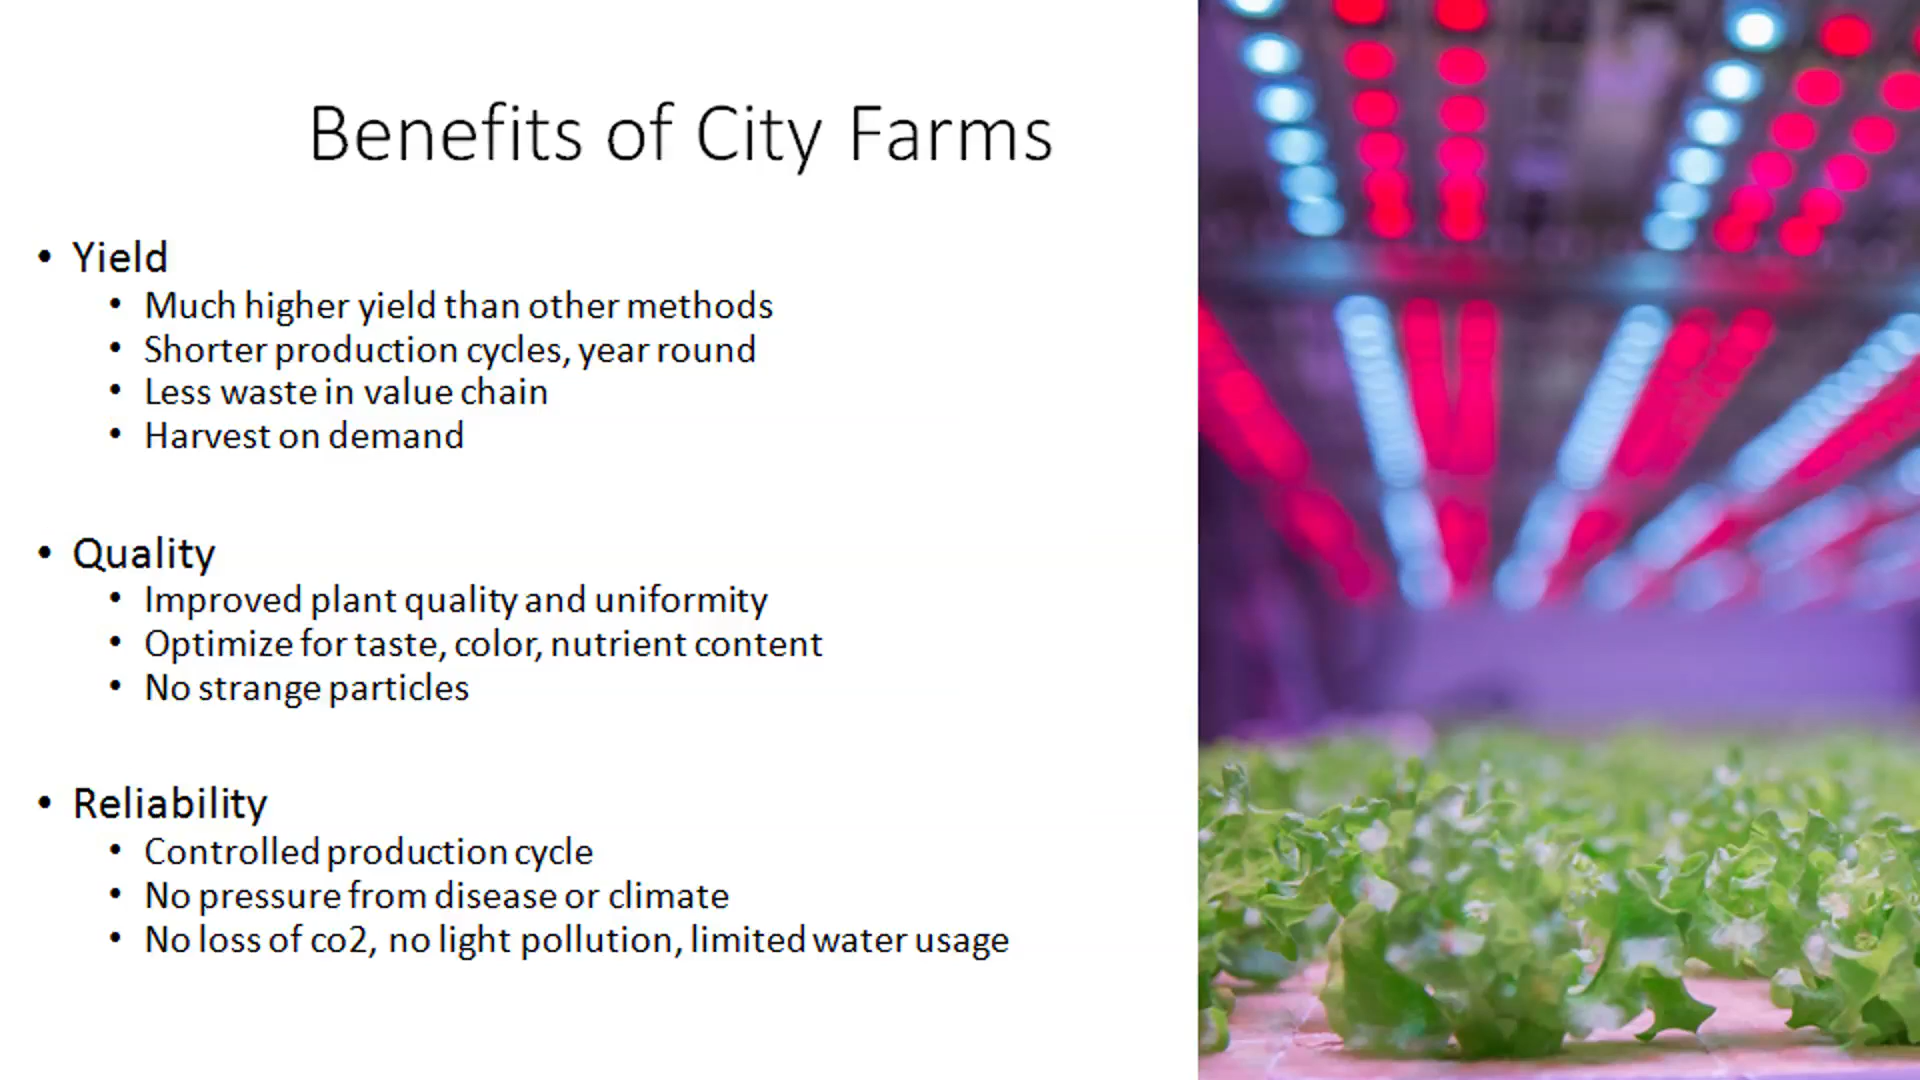 Benefits of City Farms
• Yield
• Much higher yield than other methods
• Shorter production cycles, year round
• Less waste in value chain
• Harvest on demand
• Quality
• Improved plant quality and uniformity
• Optimize for taste, color, nutrient content
• No strange particles
• Reliability
• Controlled production cycle
• No pressure from disease or climate
• No loss of co2, no light pollution, limited water usage